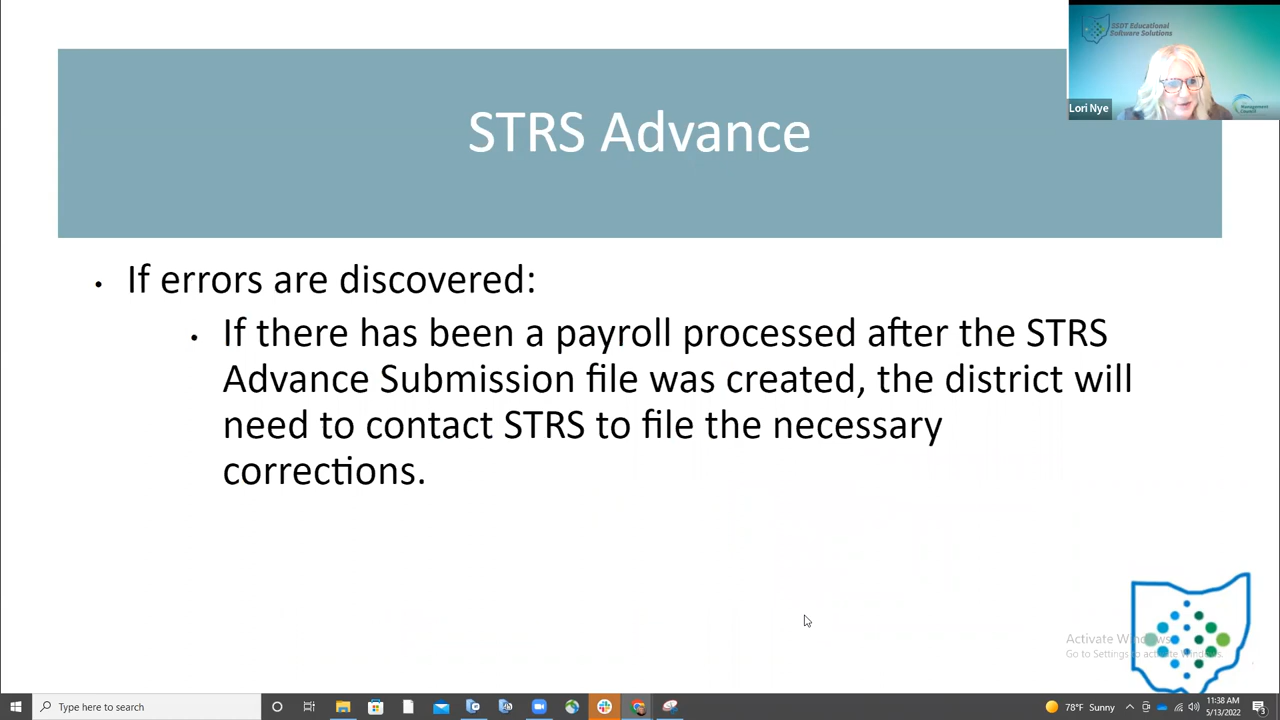 SSDT Educational
Software Solutions
Management
Council
Lori Nye
STRS Advance
• If errors are discovered:
• If there has been a payroll processed after the STRS
Advance Submission file was created, the district will
need to contact STRS to file the necessary
corrections.
Activate Windows
Go to Settings to activate Windows.
Type here to search
78°F Sunny
11:38 AM
5/13/2022
3